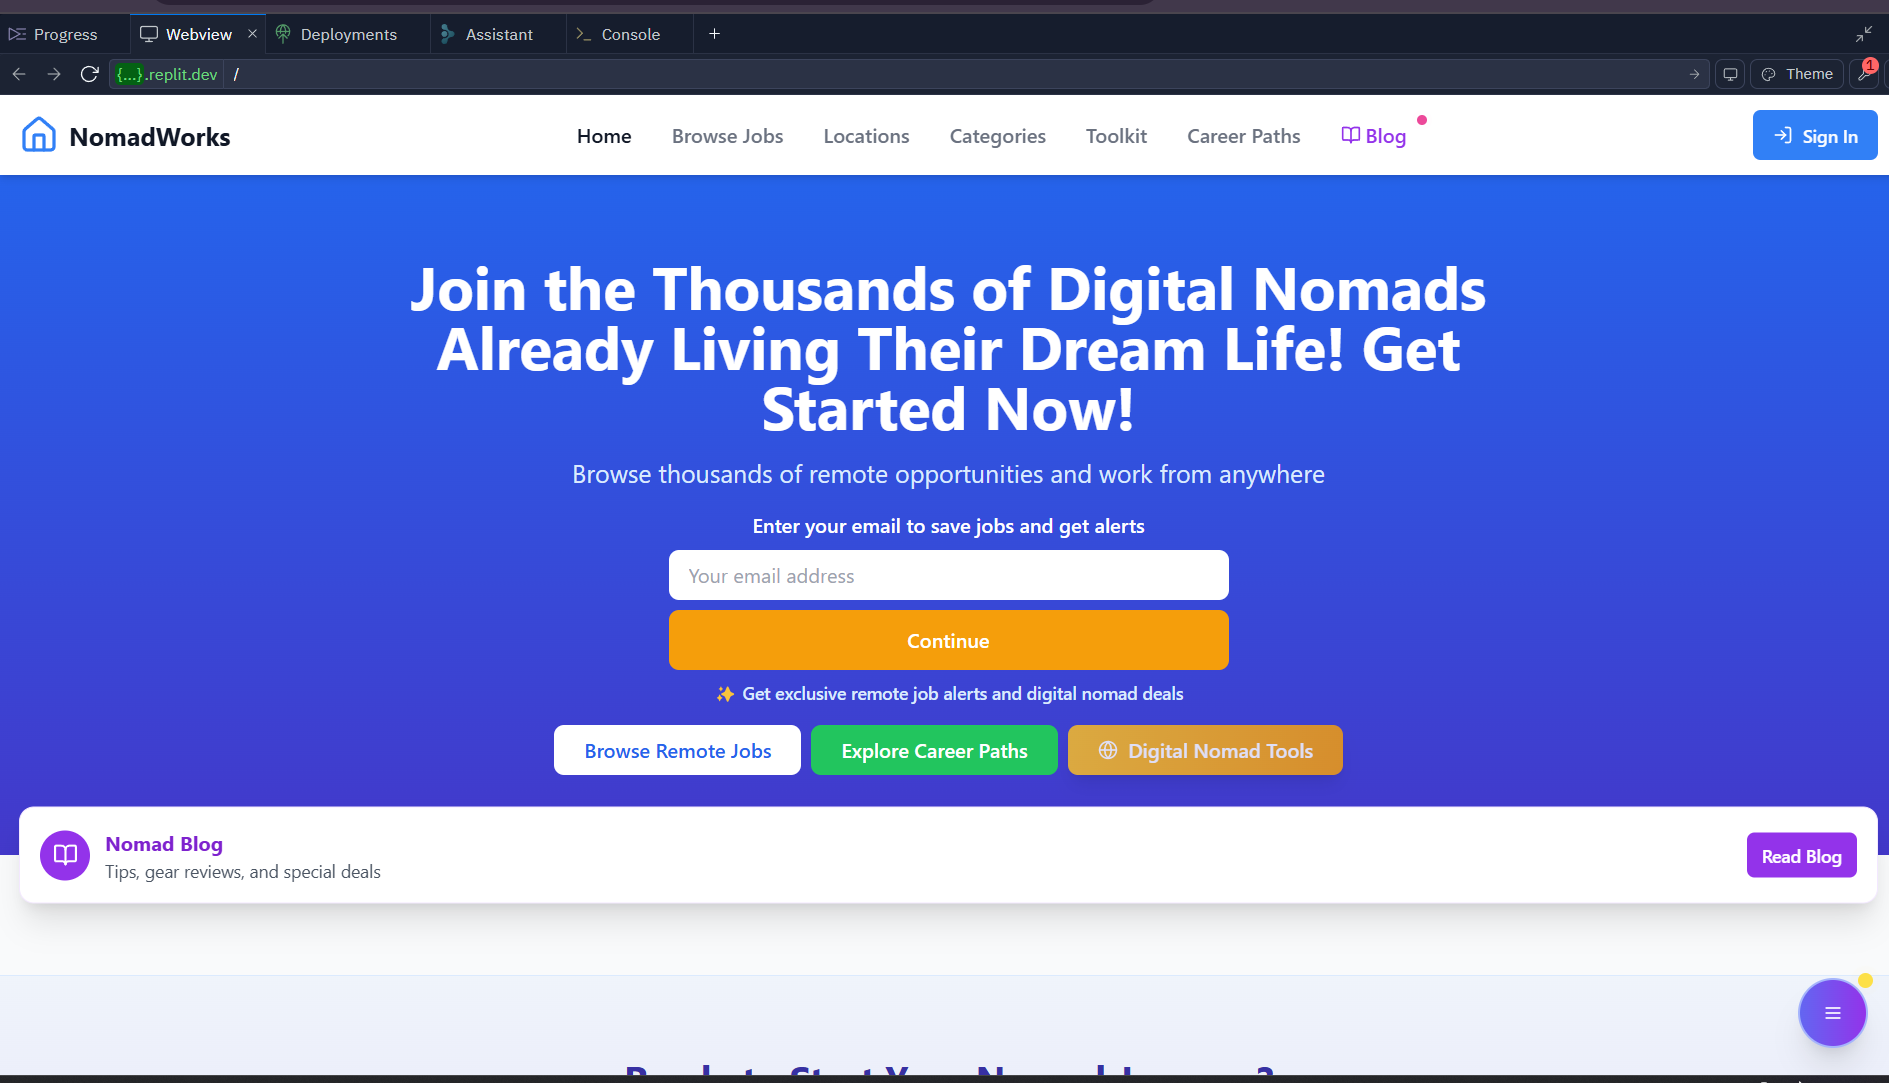 Progress
Webview
Deployments
Assistant
Console
{...}.replit.dev /
Theme
1
NomadWorks
Home
Browse Jobs
Locations
Categories
Toolkit
Career Paths
Blog
Sign In
Join the Thousands of Digital Nomads
Already Living Their Dream Life! Get
Started Now!
Browse thousands of remote opportunities and work from anywhere
Enter your email to save jobs and get alerts
Your email address
Continue
✨ Get exclusive remote job alerts and digital nomad deals
Browse Remote Jobs
Explore Career Paths
Digital Nomad Tools
Nomad Blog
Tips, gear reviews, and special deals
Read Blog